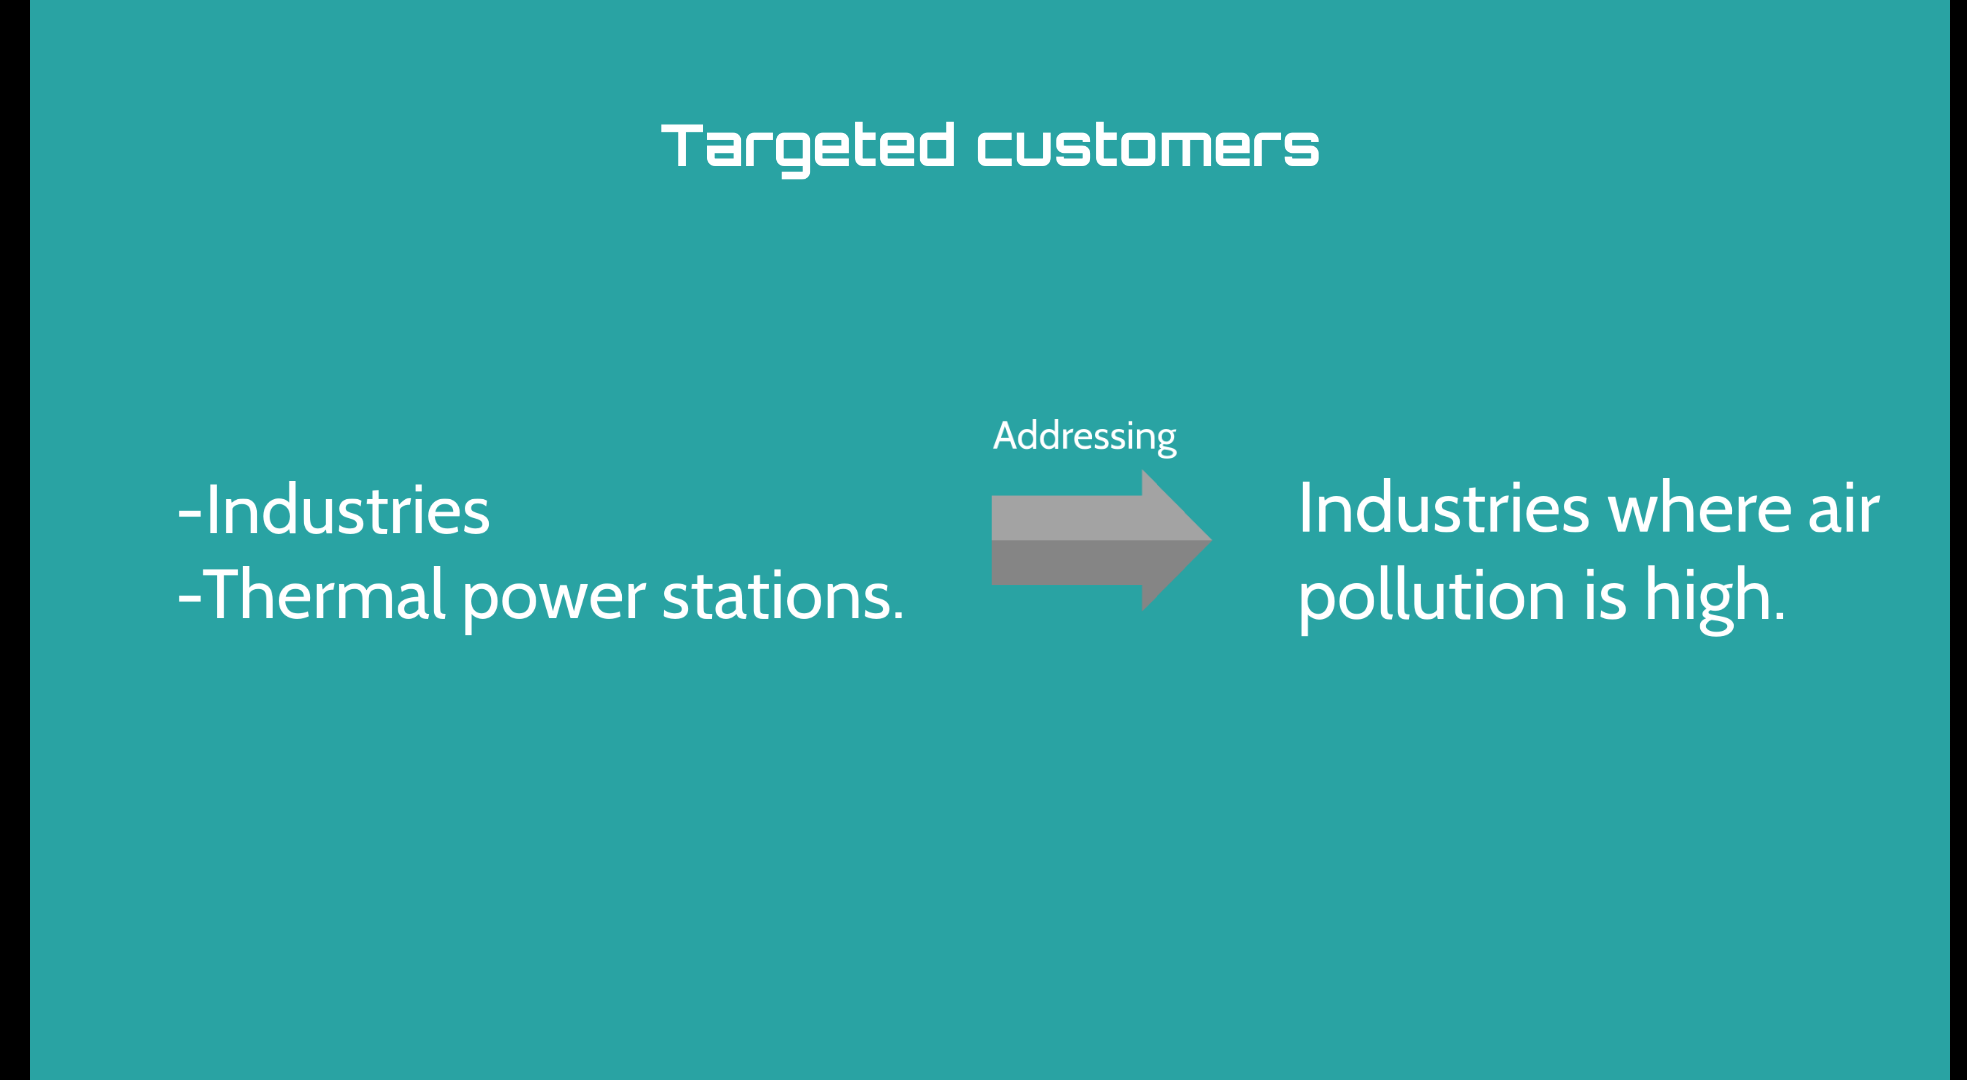 Targeted customers
-Industries
-Thermal power stations.
Addressing
Industries where air
pollution is high.